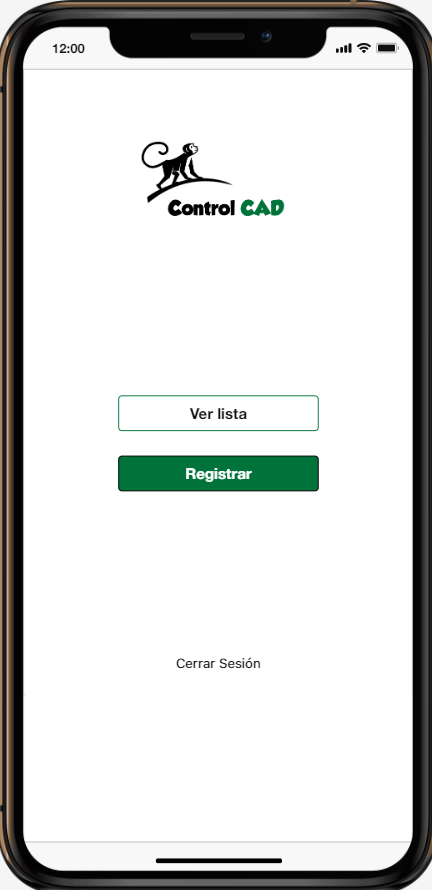 12:00
Control CAD
Ver lista
Registrar
Cerrar Sesión